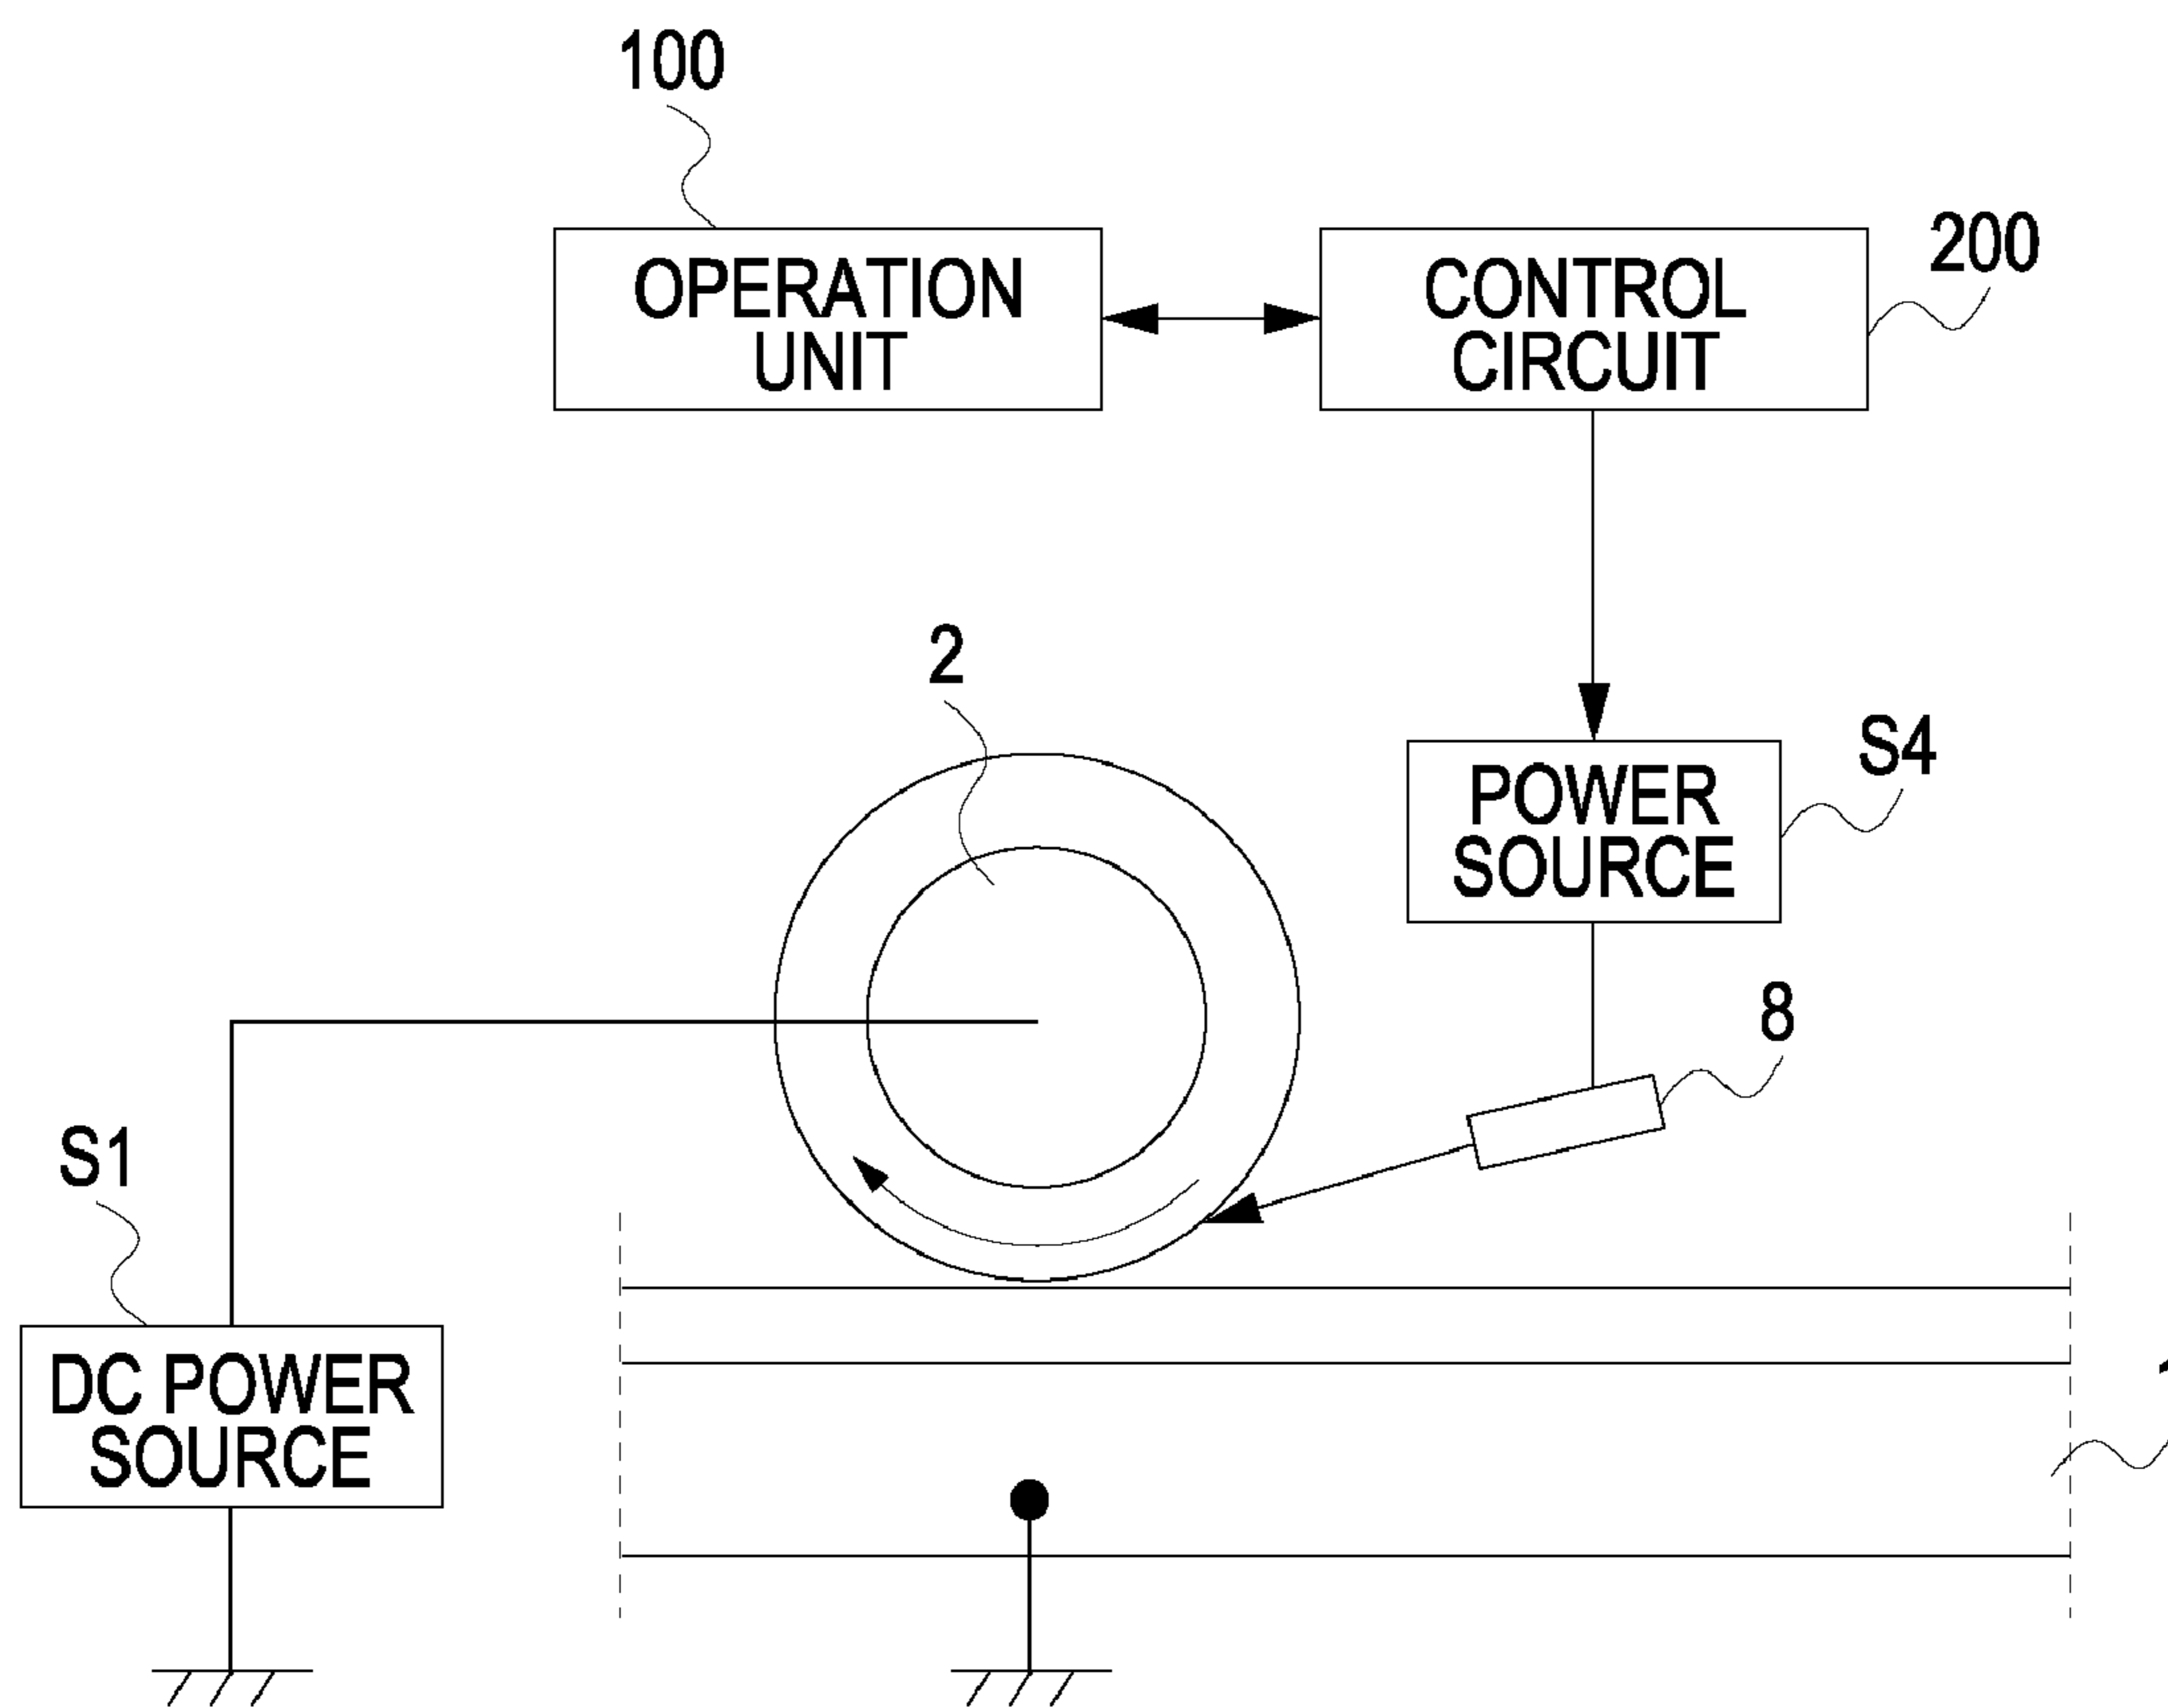 100
OPERATION
UNIT
CONTROL
CIRCUIT
200
2
POWER
SOURCE
S4
8
S1
DC POWER
SOURCE